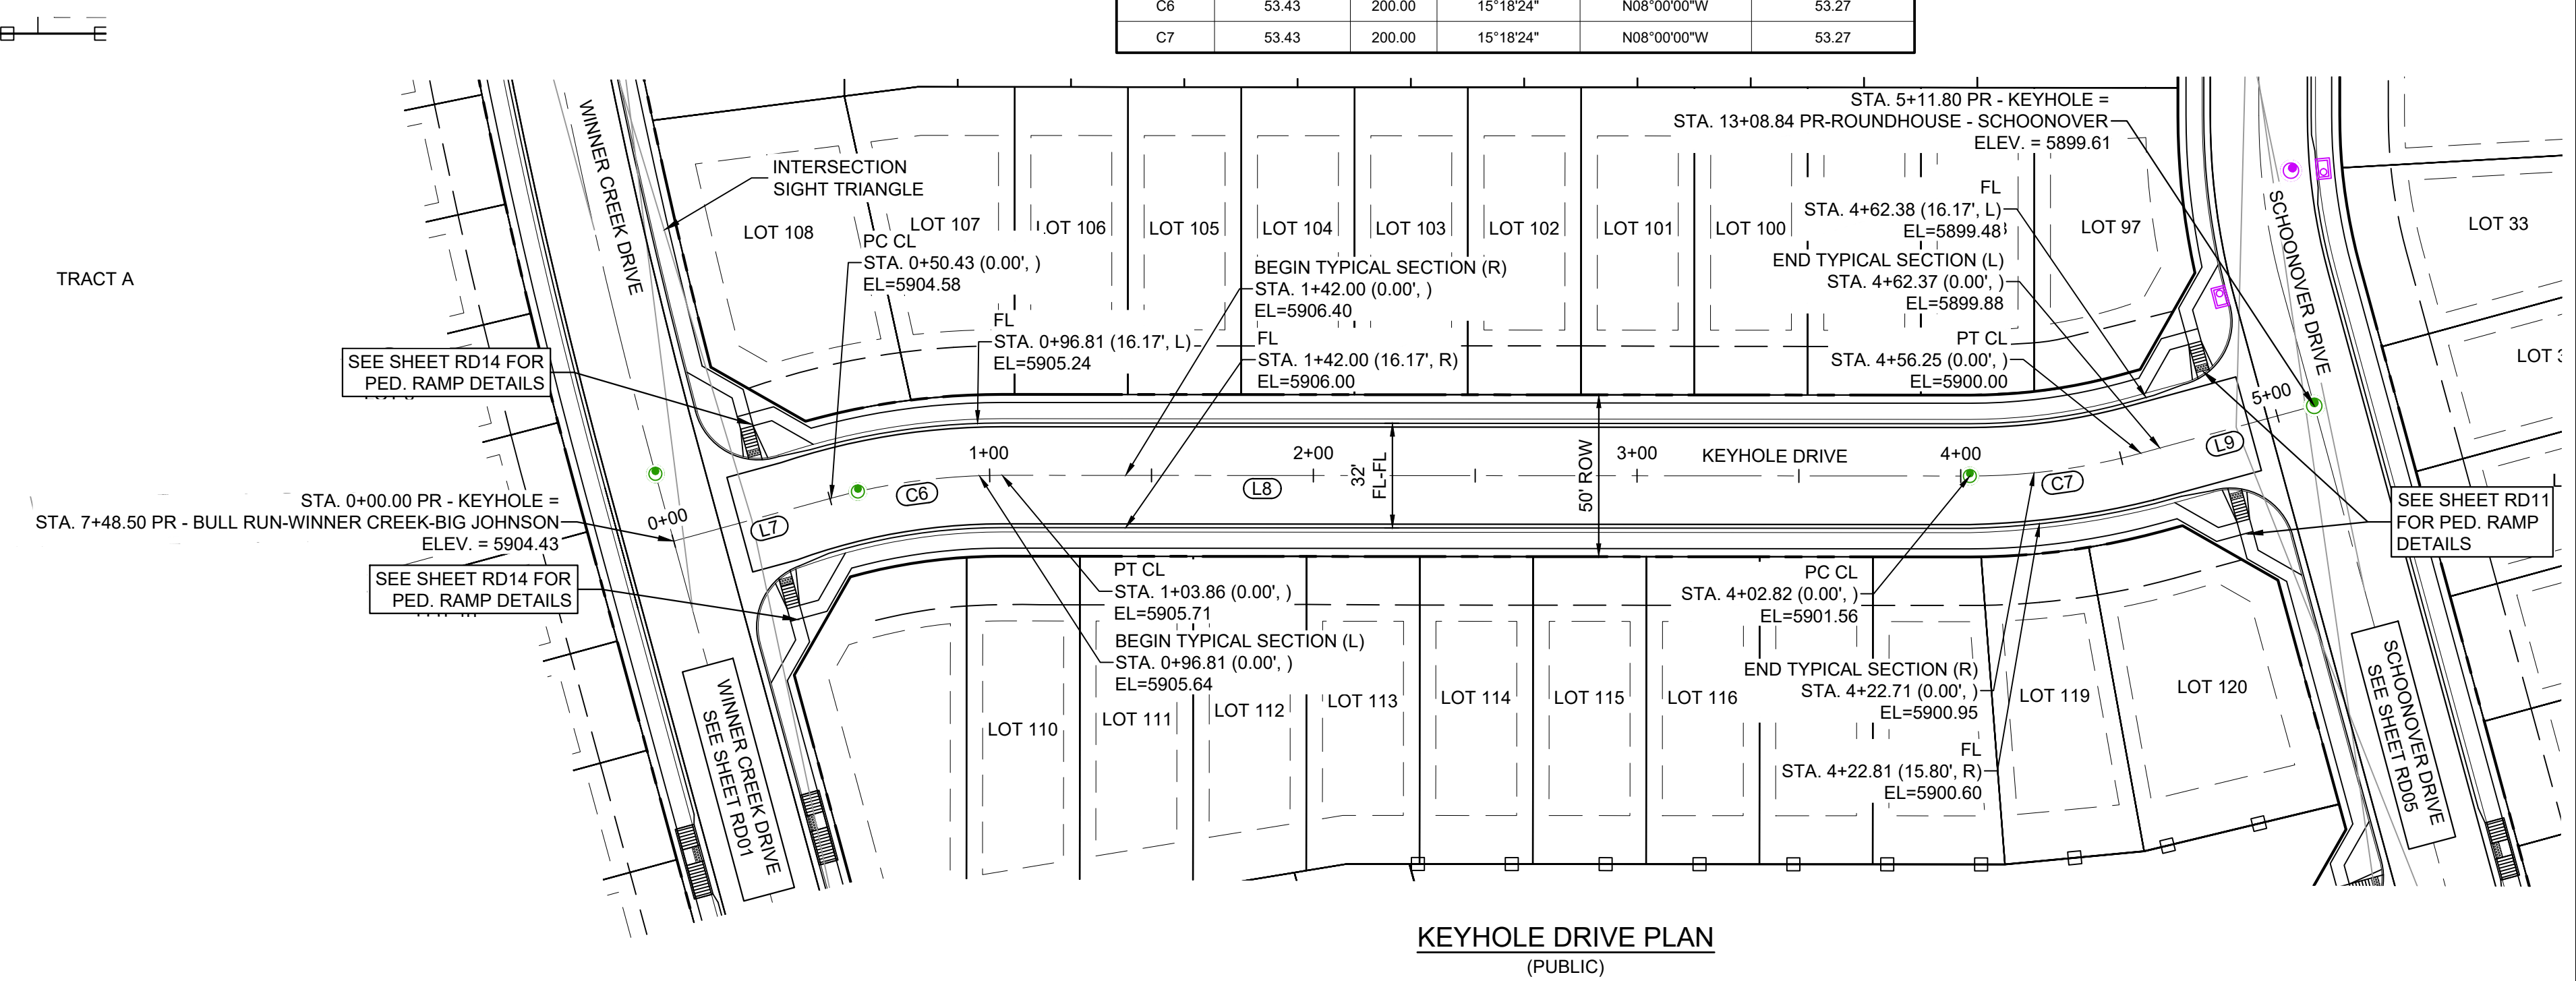 C6 53.43 200.00 15°18'24" N08°00'00"W 53.27
C7 53.43 200.00 15°18'24" N08°00'00"W 53.27
STA. 5+11.80 PR - KEYHOLE =
STA. 13+08.84 PR-ROUNDHOUSE - SCHOONOVER
ELEV. = 5899.61
WINNER CREEK DRIVE
INTERSECTION
SIGHT TRIANGLE
TRACT A
LOT 108
LOT 107
LOT 106
LOT 105
LOT 104
LOT 103
LOT 102
LOT 101
LOT 100
LOT 97
LOT 33
SCHOONOVER DRIVE
PC CL
STA. 0+50.43 (0.00', )
EL=5904.58
FL
STA. 0+96.81 (16.17', L)
EL=5905.24
BEGIN TYPICAL SECTION (R)
STA. 1+42.00 (0.00', )
EL=5906.40
FL
STA. 1+42.00 (16.17', R)
EL=5906.00
FL
STA. 4+62.38 (16.17', L)
EL=5899.48
END TYPICAL SECTION (L)
STA. 4+62.37 (0.00', )
EL=5899.88
PT CL
STA. 4+56.25 (0.00', )
EL=5900.00
SEE SHEET RD14 FOR
PED. RAMP DETAILS
0+00
1+00
2+00
3+00
4+00
5+00
L7
C6
L8
C7
L9
32'
FL-FL
50' ROW
KEYHOLE DRIVE
STA. 0+00.00 PR - KEYHOLE =
STA. 7+48.50 PR - BULL RUN-WINNER CREEK-BIG JOHNSON
ELEV. = 5904.43
SEE SHEET RD14 FOR
PED. RAMP DETAILS
SEE SHEET RD11
FOR PED. RAMP
DETAILS
PT CL
STA. 1+03.86 (0.00', )
EL=5905.71
BEGIN TYPICAL SECTION (L)
STA. 0+96.81 (0.00', )
EL=5905.64
PC CL
STA. 4+02.82 (0.00', )
EL=5901.56
END TYPICAL SECTION (R)
STA. 4+22.71 (0.00', )
EL=5900.95
FL
STA. 4+22.81 (15.80', R)
EL=5900.60
LOT 110
LOT 111
LOT 112
LOT 113
LOT 114
LOT 115
LOT 116
LOT 119
LOT 120
WINNER CREEK DRIVE
SEE SHEET RD01
SCHOONOVER DRIVE
SEE SHEET RD05
KEYHOLE DRIVE PLAN
(PUBLIC)